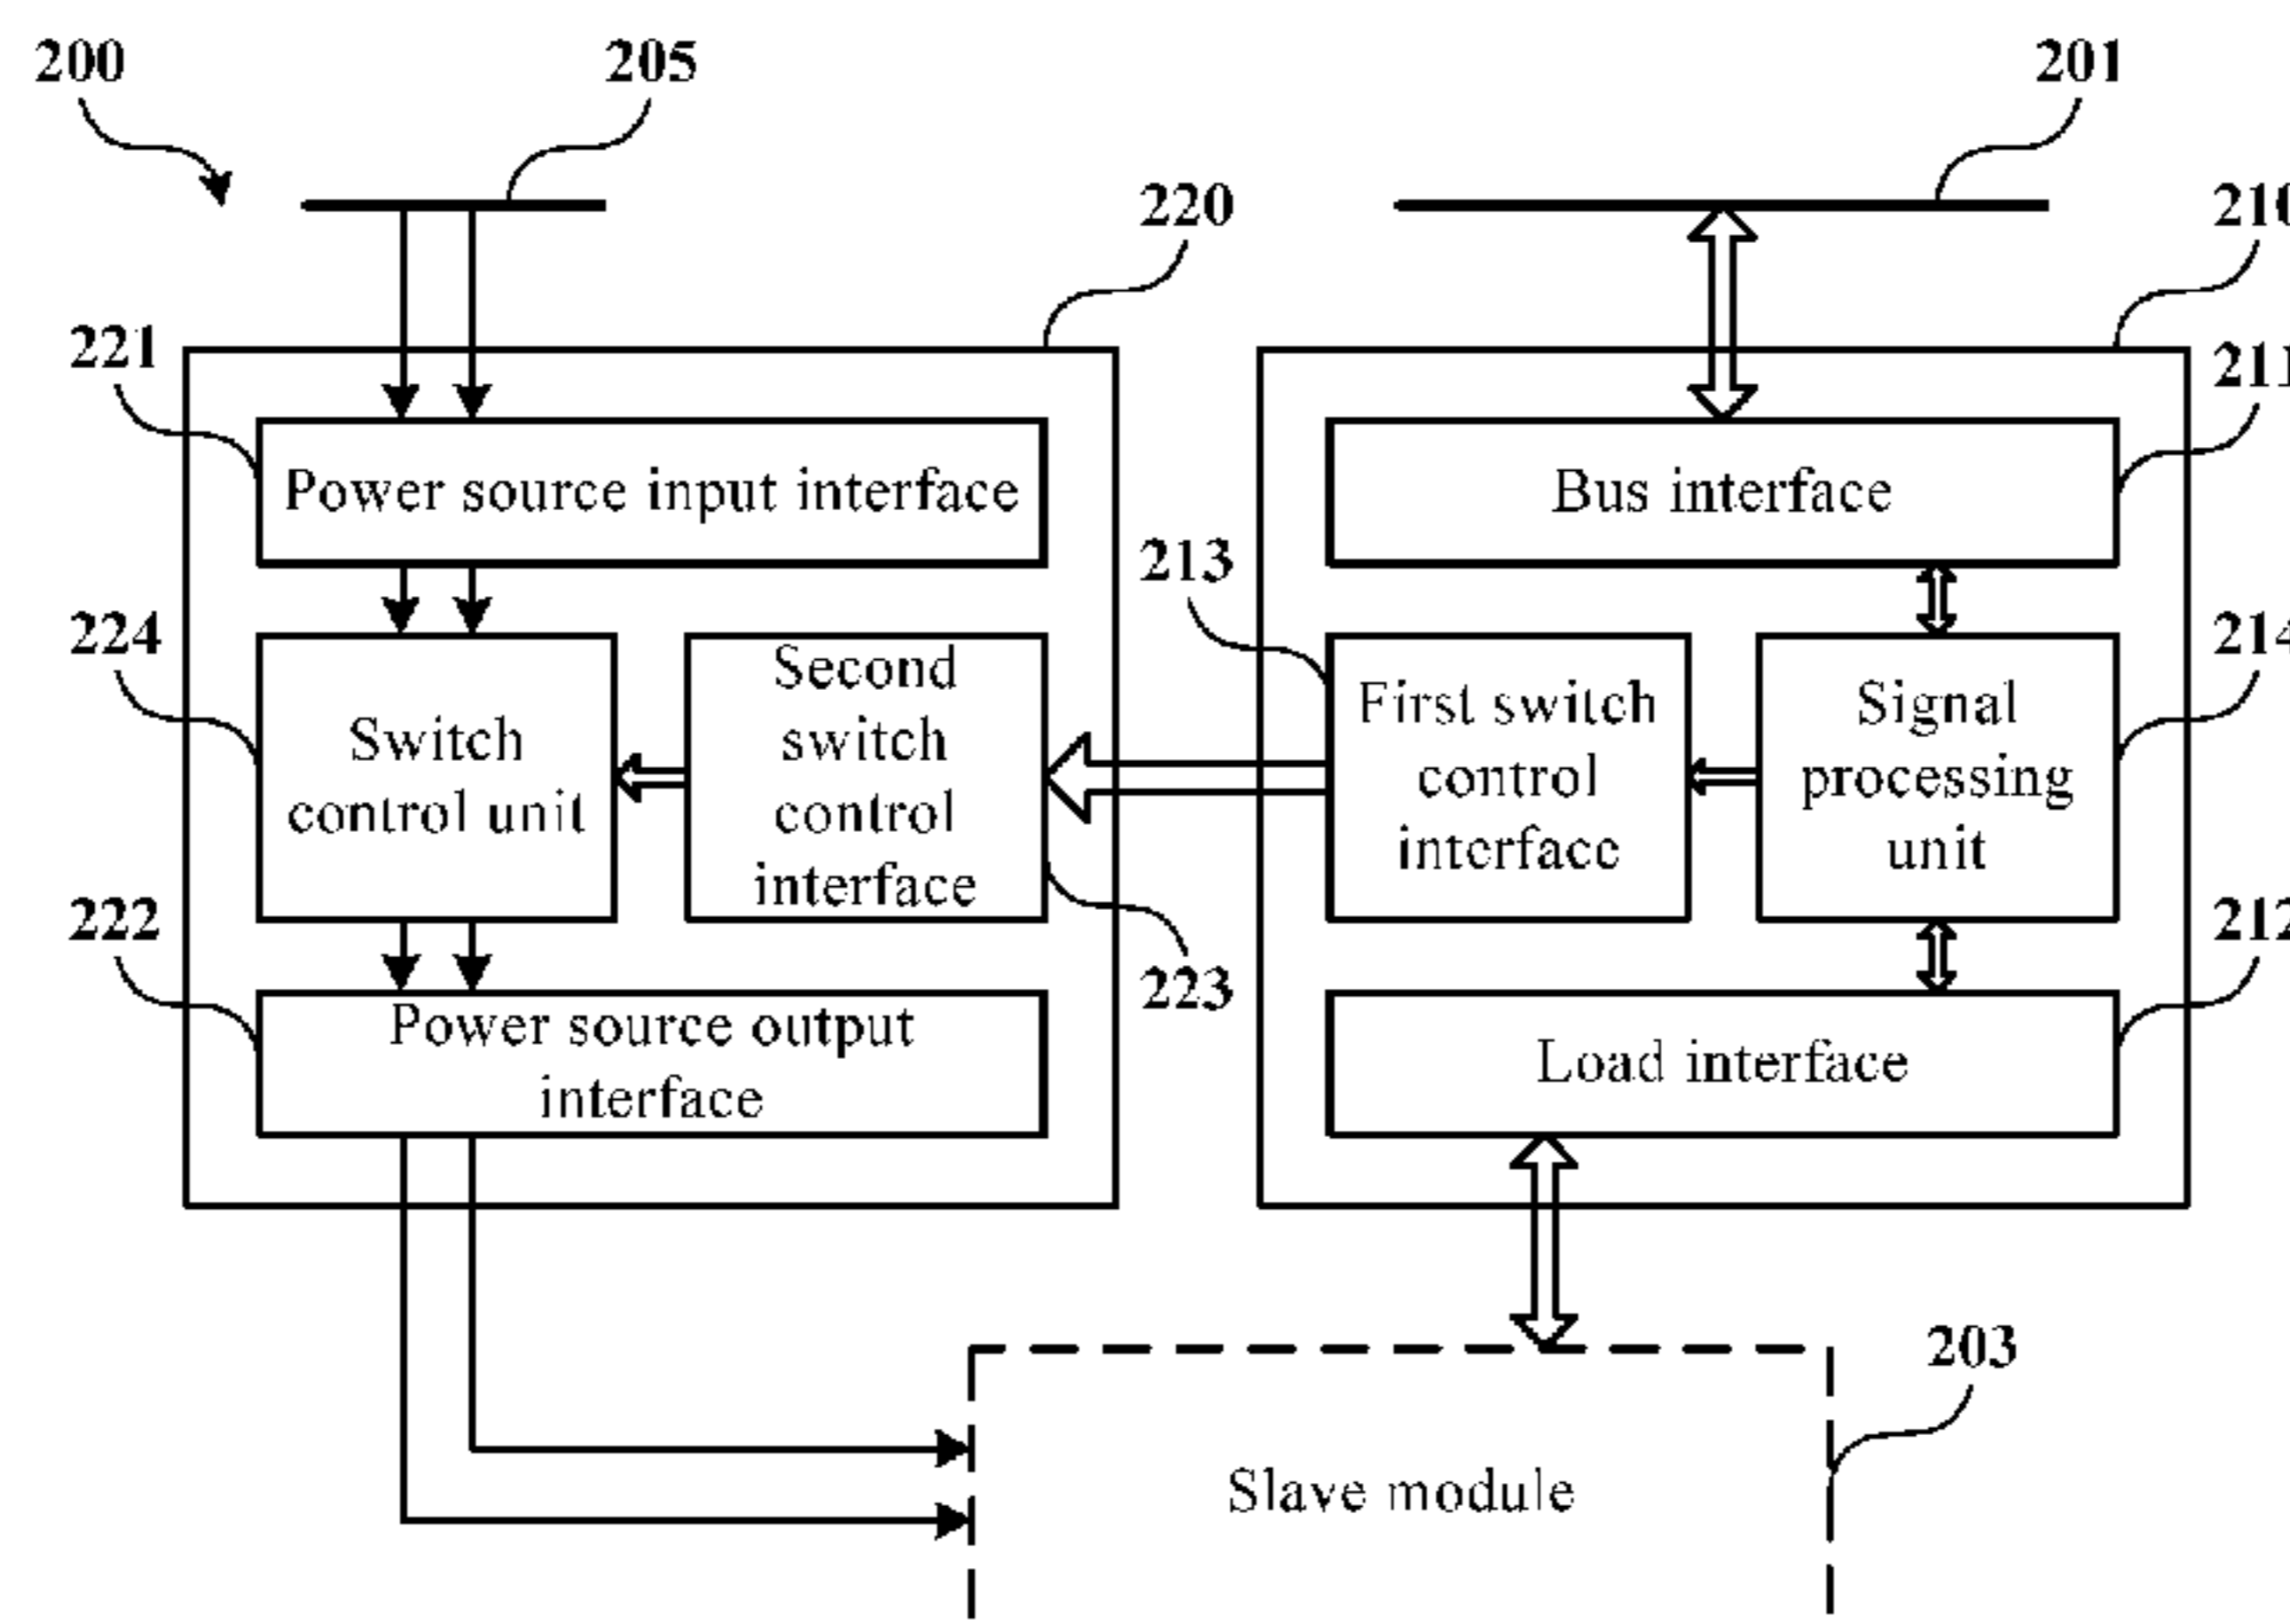 200
205
201
220
210
221
211
Power source input interface
Bus interface
213
224
214
Second
switch
control
interface
Switch
control unit
First switch
control
interface
Signal
processing
unit
222
212
223
Power source output
interface
Load interface
203
Slave module